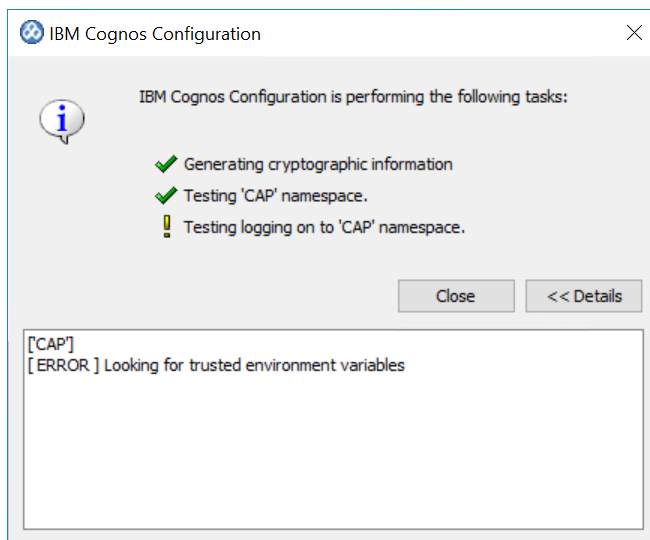 IBM Cognos Configuration
IBM Cognos Configuration is performing the following tasks:
Generating cryptographic information
Testing 'CAP' namespace.
Testing logging on to 'CAP' namespace.
Close
<< Details
['CAP']
[ ERROR ] Looking for trusted environment variables